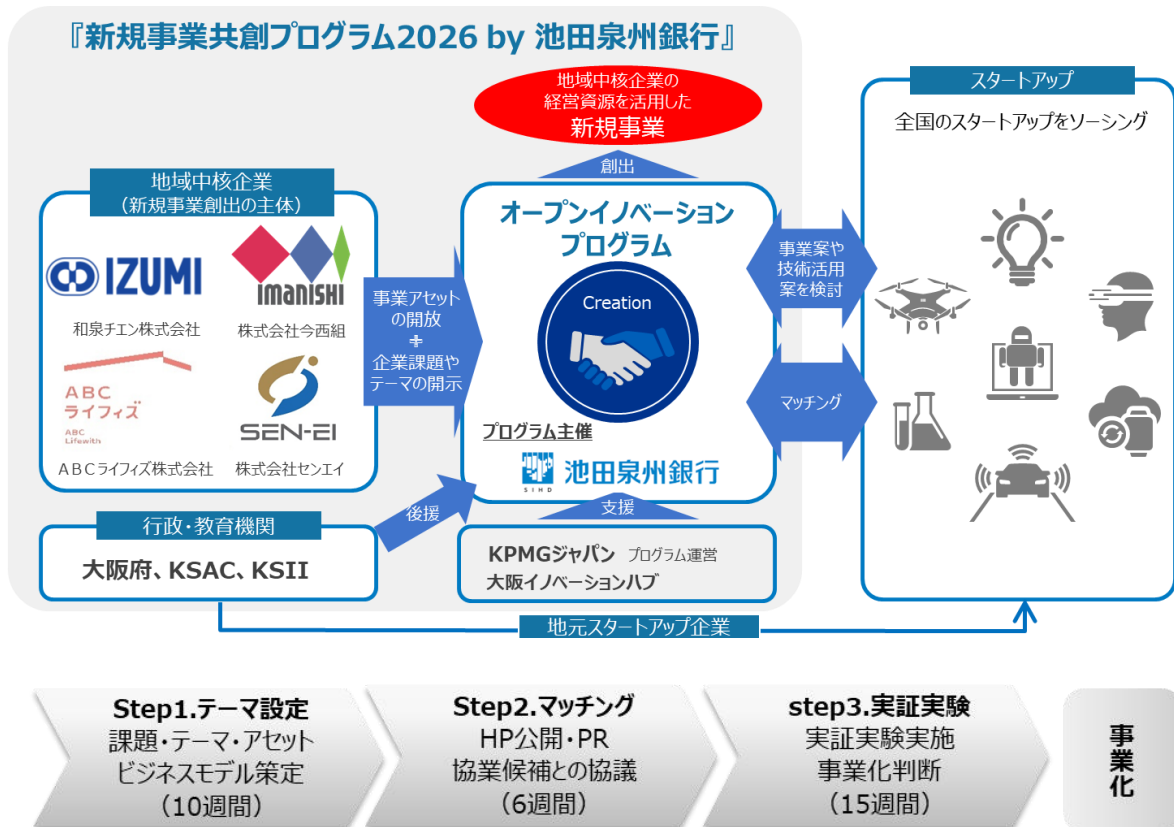 『新規事業共創プログラム2026 by 池田泉州銀行』
地域中核企業の
経営資源を活用した
新規事業
創出
地域中核企業
（新規事業創出の主体）
IZUMI
和泉チエン株式会社
imanishi
株式会社今西組
ABC
ライフィズ
ABC
Lifewith
ＡＢＣライフィズ株式会社
SEN-EI
株式会社センエイ
事業アセット
の開放
＋
企業課題や
テーマの開示
オープンイノベーション
プログラム
Creation
プログラム主催
SIHD
池田泉州銀行
事業案や
技術活用
案を検討
マッチング
スタートアップ
全国のスタートアップをソーシング
行政・教育機関
大阪府、KSAC、KSII
後援
支援
KPMGジャパン プログラム運営
大阪イノベーションハブ
地元スタートアップ企業
Step1.テーマ設定
課題・テーマ・アセット
ビジネスモデル策定
（10週間）
Step2.マッチング
HP公開・PR
協業候補との協議
（6週間）
step3.実証実験
実証実験実施
事業化判断
（15週間）
事業化